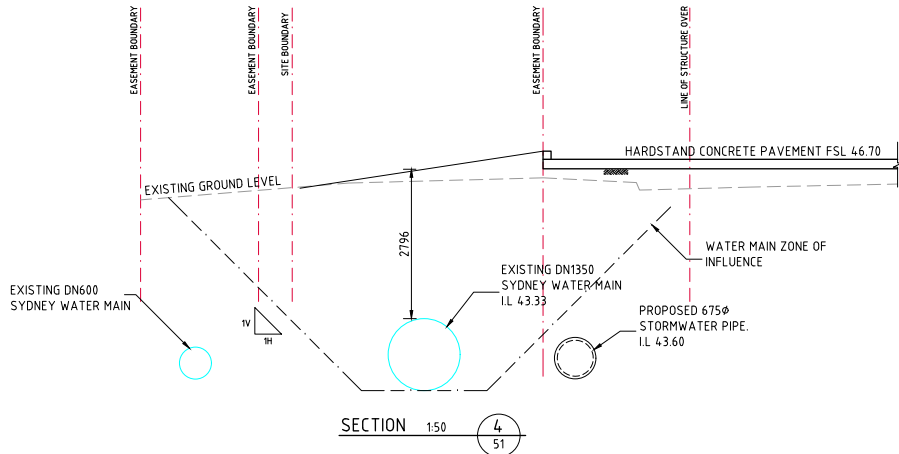 EASEMENT BOUNDARY
EASEMENT BOUNDARY
SITE BOUNDARY
EASEMENT BOUNDARY
LINE OF STRUCTURE OVER
HARDSTAND CONCRETE PAVEMENT FSL 46.70
EXISTING GROUND LEVEL
2796
WATER MAIN ZONE OF
INFLUENCE
EXISTING DN600
SYDNEY WATER MAIN
EXISTING DN1350
SYDNEY WATER MAIN
I.L 43.33
1V
1H
PROPOSED 675ϕ
STORMWATER PIPE.
I.L 43.60
SECTION 1:50
4
51